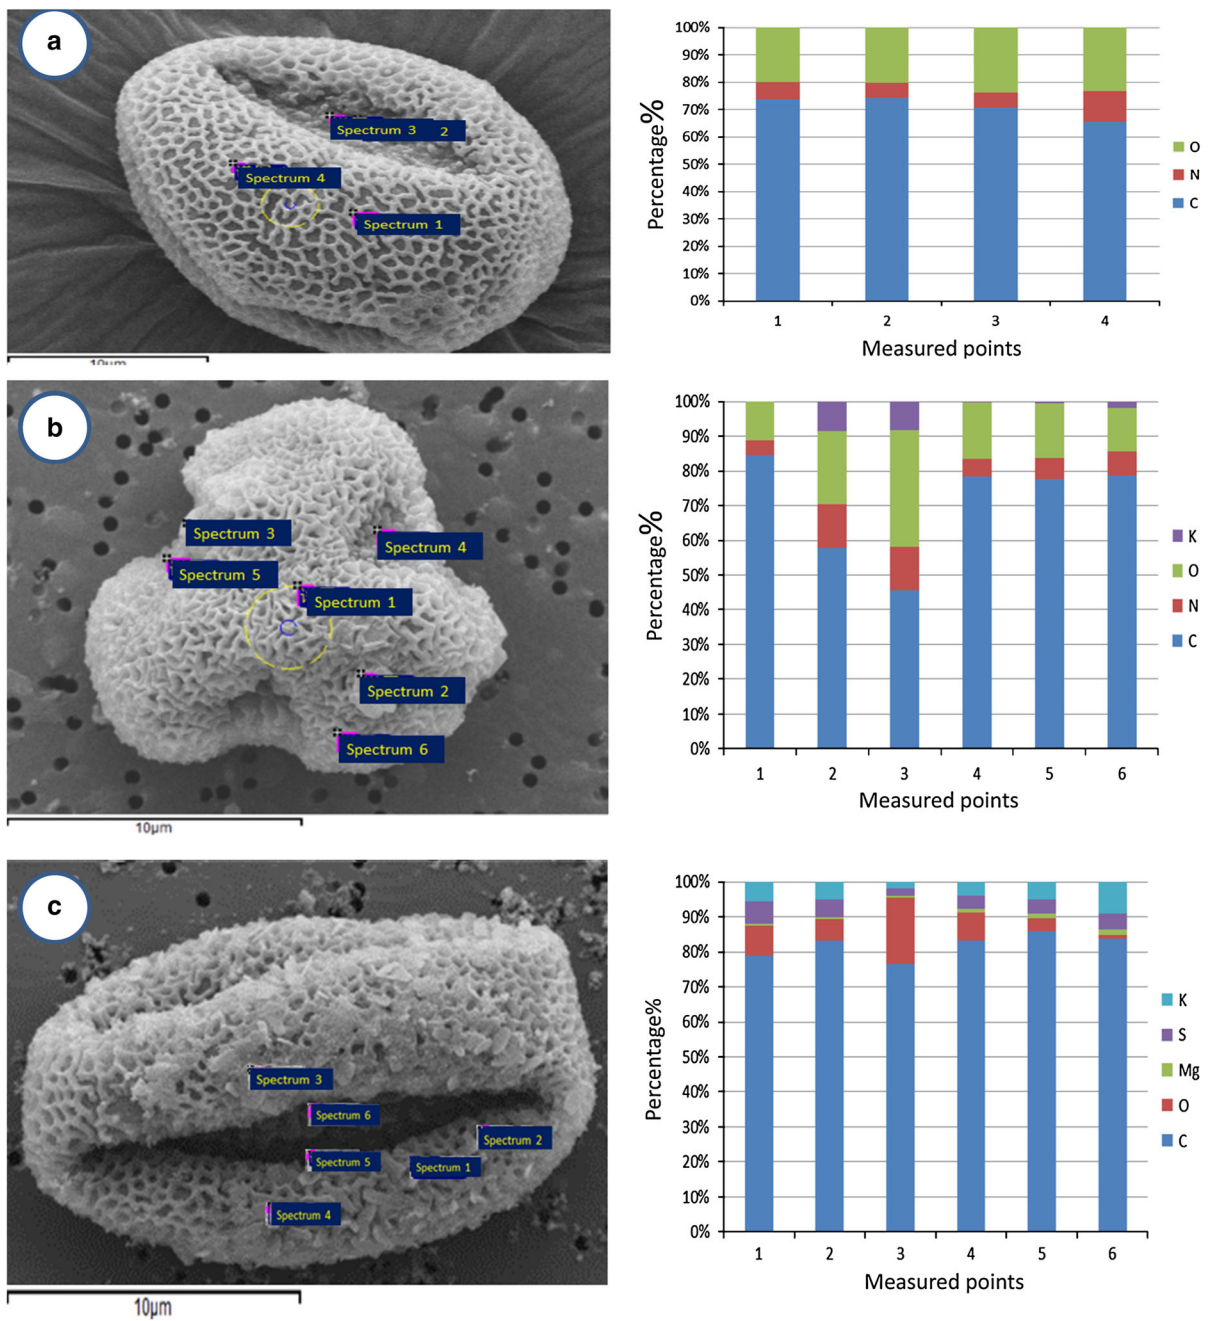 a
Spectrum 3 2
Spectrum 4
Spectrum 1
10μm
100%
90%
80%
70%
60%
50%
40%
30%
20%
10%
0%
Percentage%
1 2 3 4
Measured points
O
N
C
b
Spectrum 3
Spectrum 4
Spectrum 5
Spectrum 1
Spectrum 2
Spectrum 6
10μm
100%
90%
80%
70%
60%
50%
40%
30%
20%
10%
0%
Percentage%
1 2 3 4 5 6
Measured points
K
O
N
C
c
Spectrum 3
Spectrum 6
Spectrum 2
Spectrum 5
Spectrum 1
Spectrum 4
10μm
100%
90%
80%
70%
60%
50%
40%
30%
20%
10%
0%
Percentage%
1 2 3 4 5 6
Measured points
K
S
Mg
O
C